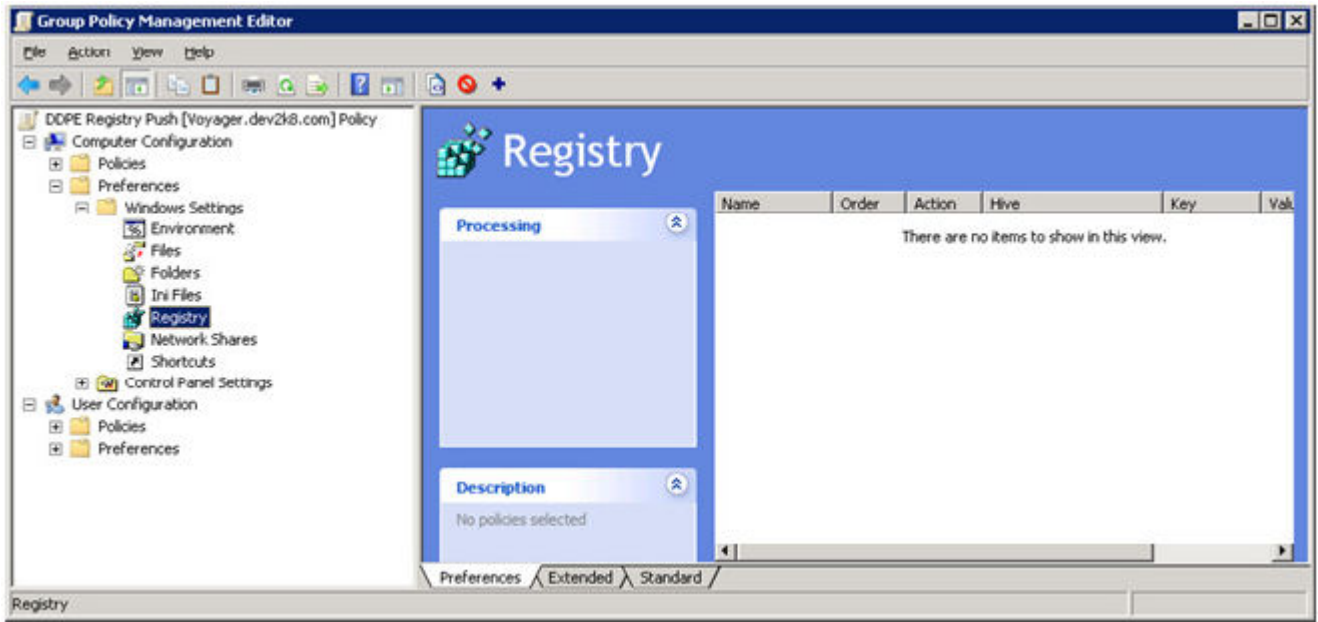 Group Policy Management Editor
File Action View Help
DDPE Registry Push [Voyager.dev2k8.com] Policy
Computer Configuration
Policies
Preferences
Windows Settings
Environment
Files
Folders
Ini Files
Registry
Network Shares
Shortcuts
Control Panel Settings
User Configuration
Policies
Preferences
Registry
Processing
Description
No policies selected
Name Order Action Hive Key Valu
There are no items to show in this view.
Preferences Extended Standard
Registry